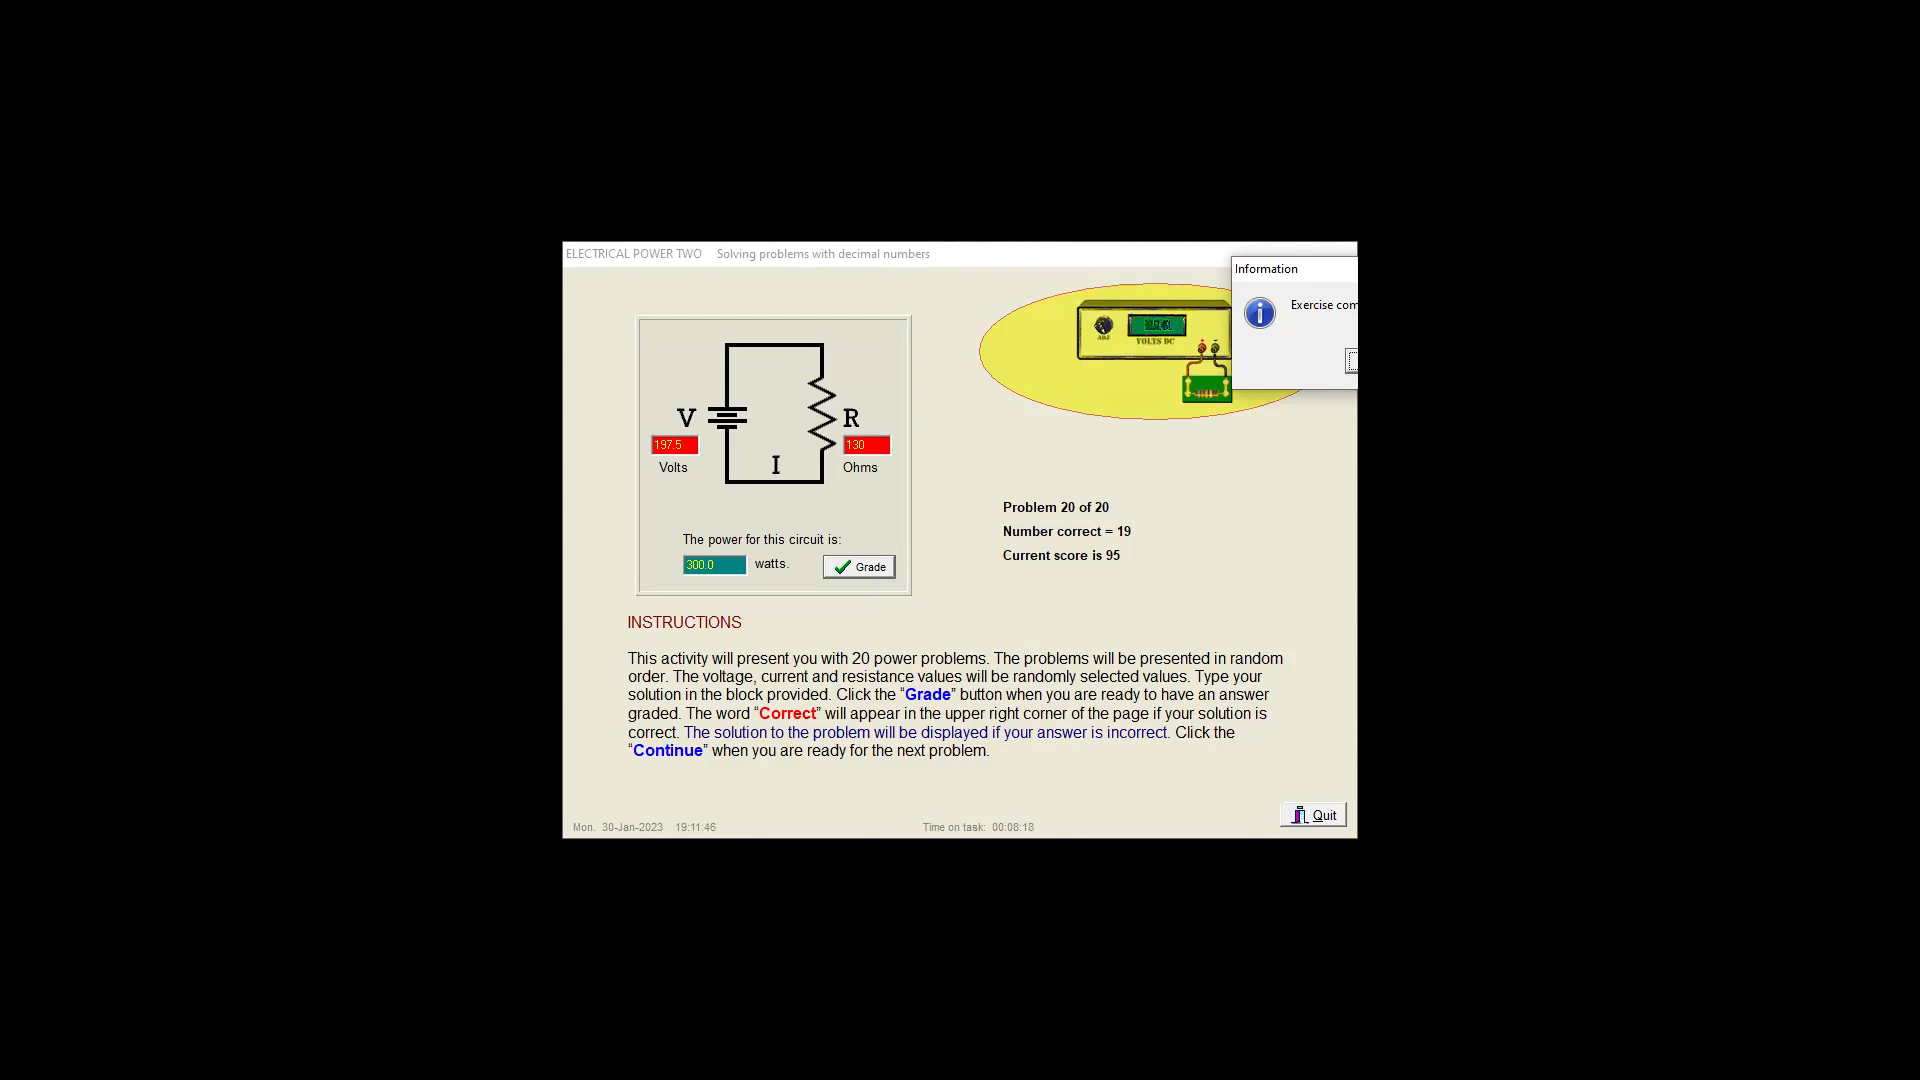 ELECTRICAL POWER TWO Solving problems with decimal numbers
Information
Exercise com
ADJ
VOLTS DC
V
197.5
Volts
I
R
130
Ohms
The power for this circuit is:
300.0 watts. Grade
Problem 20 of 20
Number correct = 19
Current score is 95
INSTRUCTIONS
This activity will present you with 20 power problems. The problems will be presented in random
order. The voltage, current and resistance values will be randomly selected values. Type your
solution in the block provided. Click the “Grade” button when you are ready to have an answer
graded. The word “Correct” will appear in the upper right corner of the page if your solution is
correct. The solution to the problem will be displayed if your answer is incorrect. Click the
“Continue” when you are ready for the next problem.
Quit
Mon. 30-Jan-2023 19:11:46 Time on task: 00:08:18